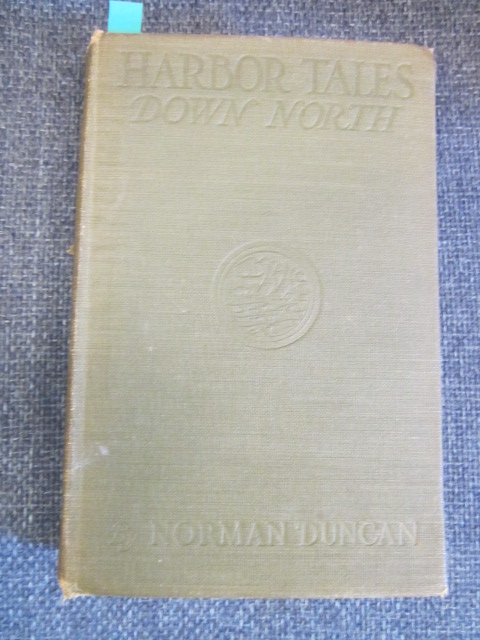 HARBOR TALES
DOWN NORTH
By NORMAN DUNCAN